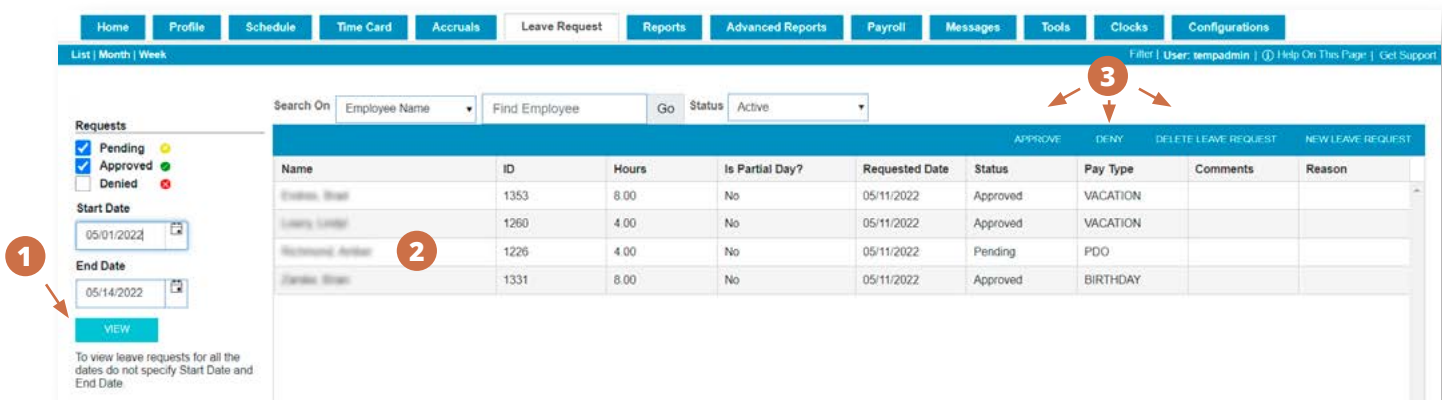 Home Profile Schedule Time Card Accruals Leave Request Reports Advanced Reports Payroll Messages Tools Clocks Configurations
List | Month | Week Filter | User: tempadmin | ⓘ Help On This Page | Get Support
3
Search On Employee Name Find Employee Go Status Active
Requests
Pending
Approved
Denied
Start Date
05/01/2022
End Date
05/14/2022
1
VIEW
To view leave requests for all the
dates do not specify Start Date and
End Date
APPROVE DENY DELETE LEAVE REQUEST NEW LEAVE REQUEST
Name ID Hours Is Partial Day? Requested Date Status Pay Type Comments Reason
1353 8.00 No 05/11/2022 Approved VACATION
1260 4.00 No 05/11/2022 Approved VACATION
2 1226 4.00 No 05/11/2022 Pending PDO
1331 8.00 No 05/11/2022 Approved BIRTHDAY